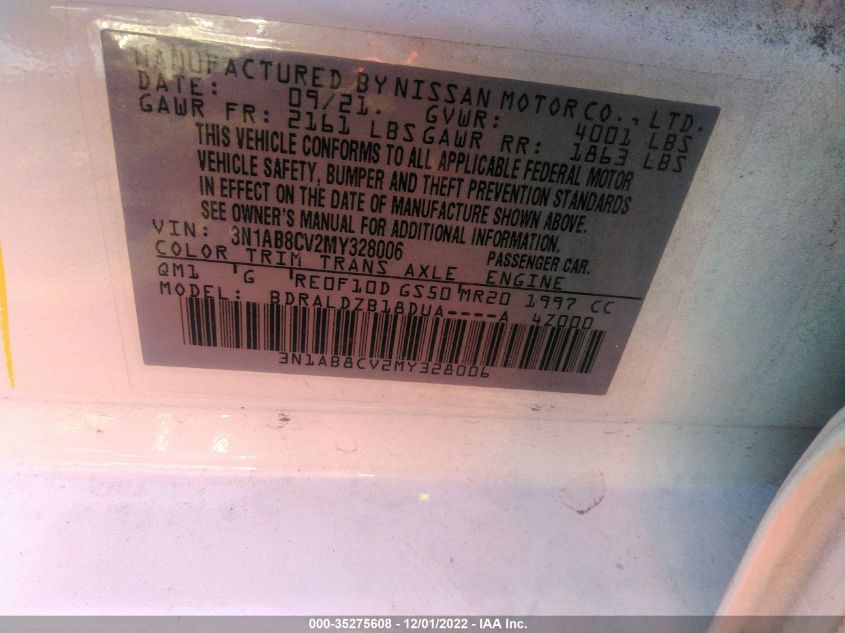 MANUFACTURED BY NISSAN MOTOR CO., LTD.
DATE: 09/21. GVWR: 4001 LBS
GAWR FR: 2161 LBS GAWR RR: 1863 LBS
THIS VEHICLE CONFORMS TO ALL APPLICABLE FEDERAL MOTOR
VEHICLE SAFETY, BUMPER AND THEFT PREVENTION STANDARDS
IN EFFECT ON THE DATE OF MANUFACTURE SHOWN ABOVE.
SEE OWNER'S MANUAL FOR ADDITIONAL INFORMATION.
VIN: 3N1AB8CV2MY328006 PASSENGER CAR.
COLOR TRIM TRANS AXLE ENGINE
QM1 G RE0F10D GS50 MR20 1997 CC
MODEL: BDRALDZB18DUA----A 4Z000
3N1AB8CV2MY328006
000-35275608 - 12/01/2022 - IAA Inc.